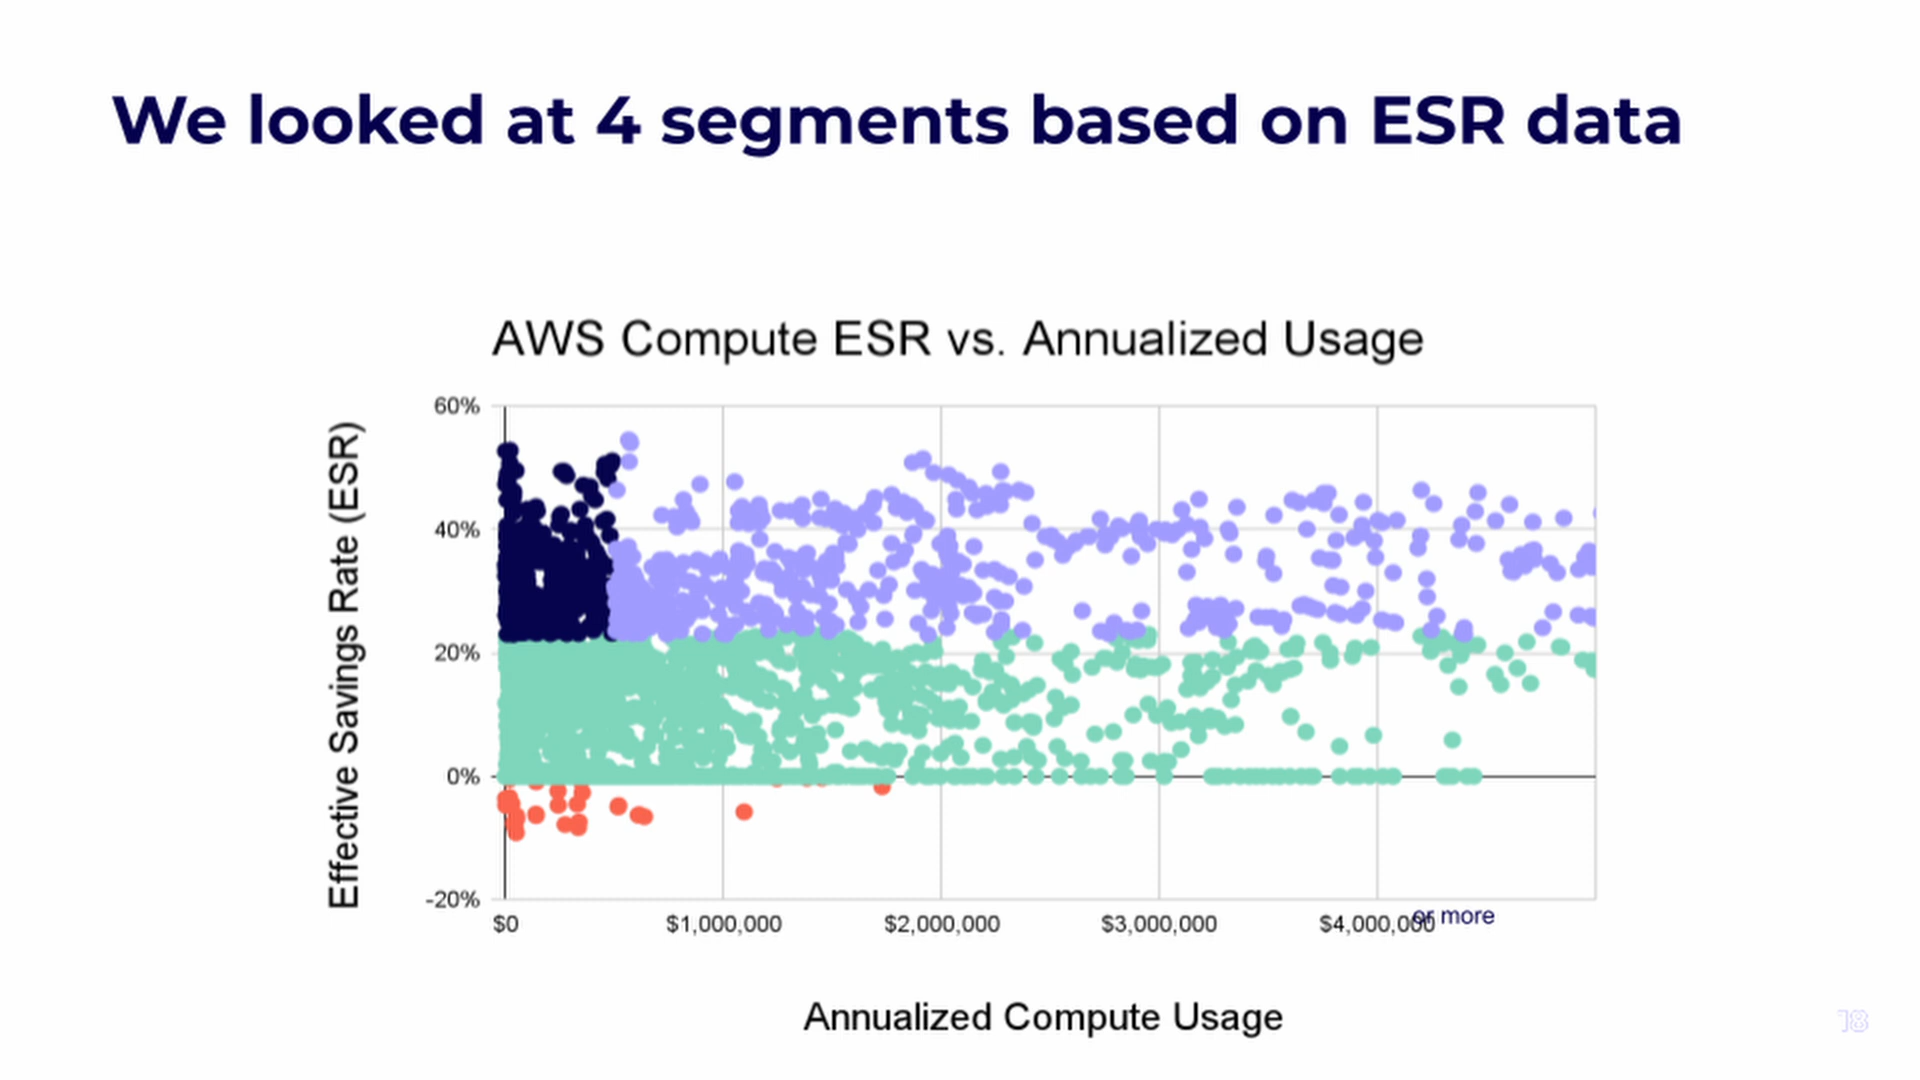 We looked at 4 segments based on ESR data
AWS Compute ESR vs. Annualized Usage
Effective Savings Rate (ESR)
60%
40%
20%
0%
-20%
$0
$1,000,000
$2,000,000
$3,000,000
$4,000,000
or more
Annualized Compute Usage
18